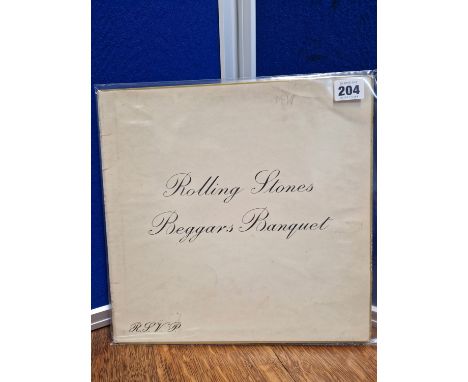 204
Rolling Stones
Beggars Banquet
R.S.V.P.